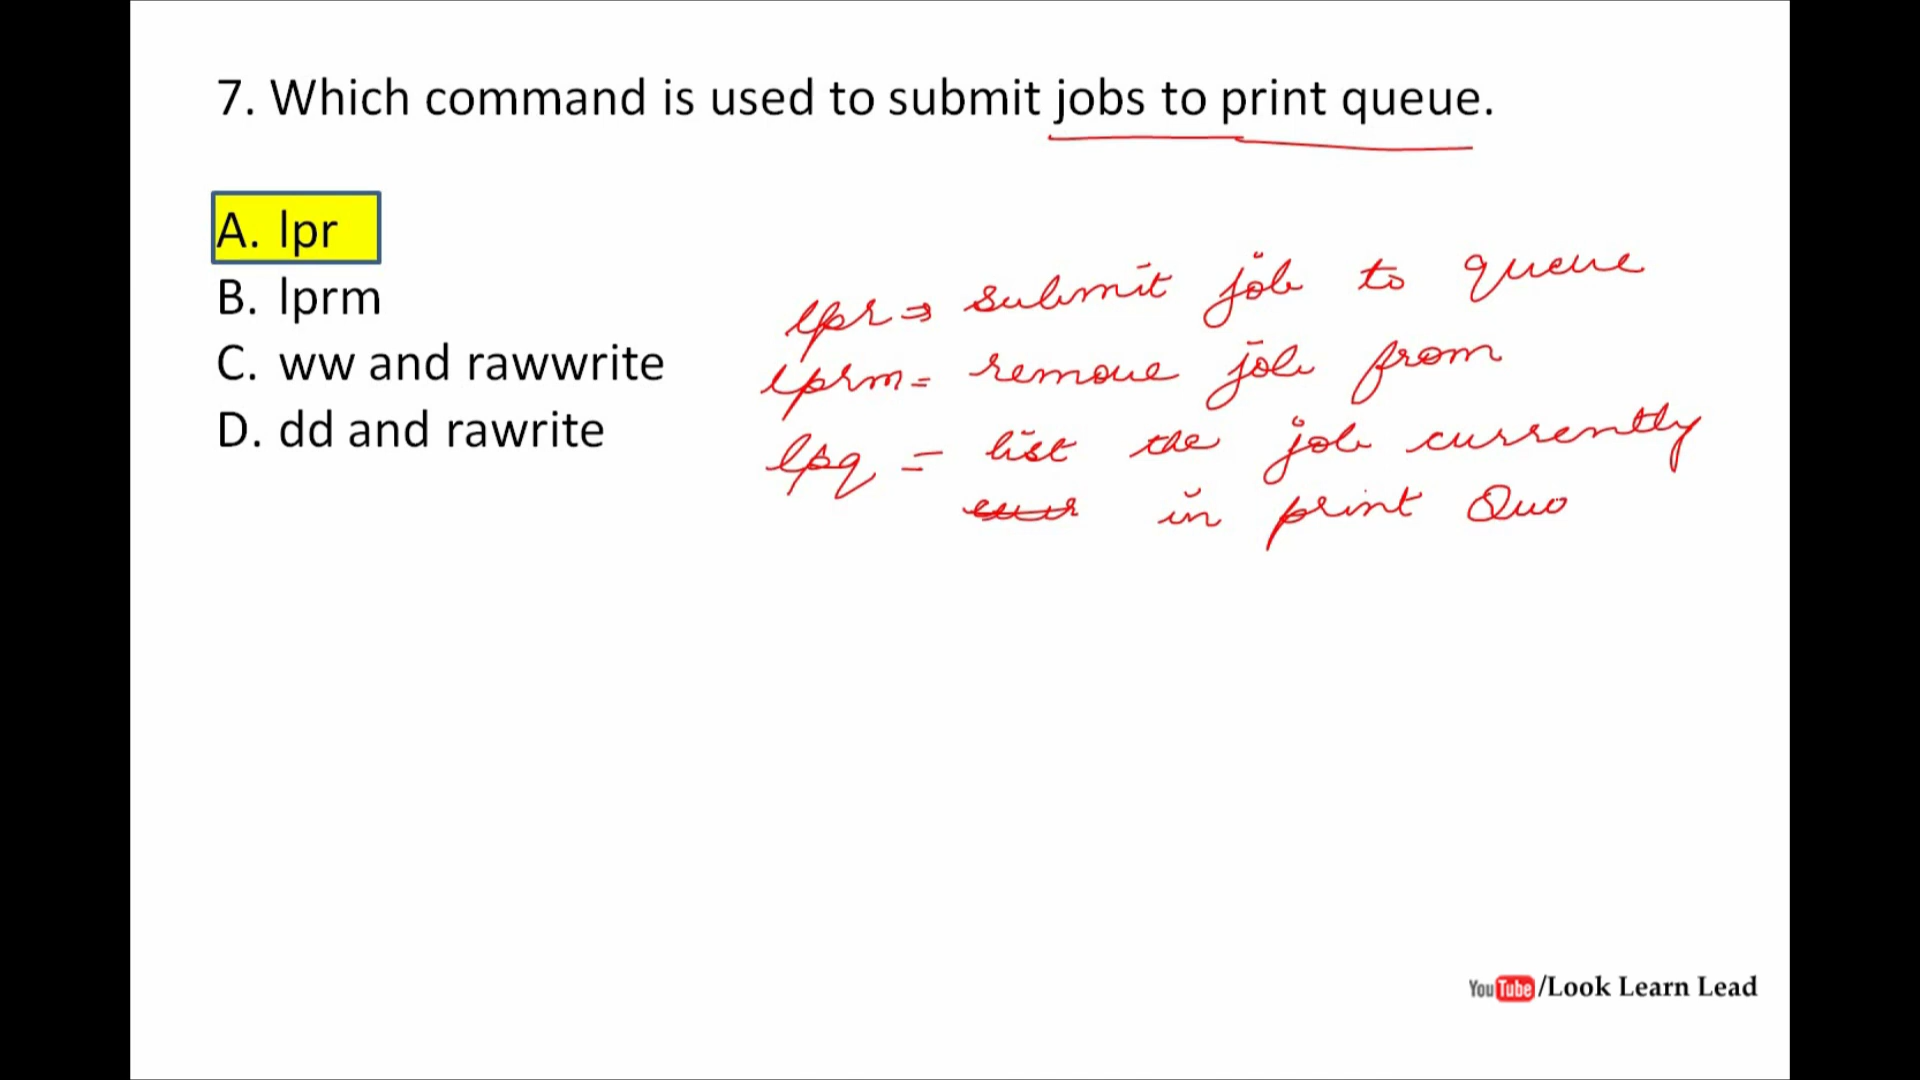 7. Which command is used to submit jobs to print queue.
A. lpr
B. lprm
C. ww and rawwrite
D. dd and rawrite
lpr ⇒ submit job to queue
lprm = remove job from
lpq = list the job currently
in print Quo
YouTube/Look Learn Lead